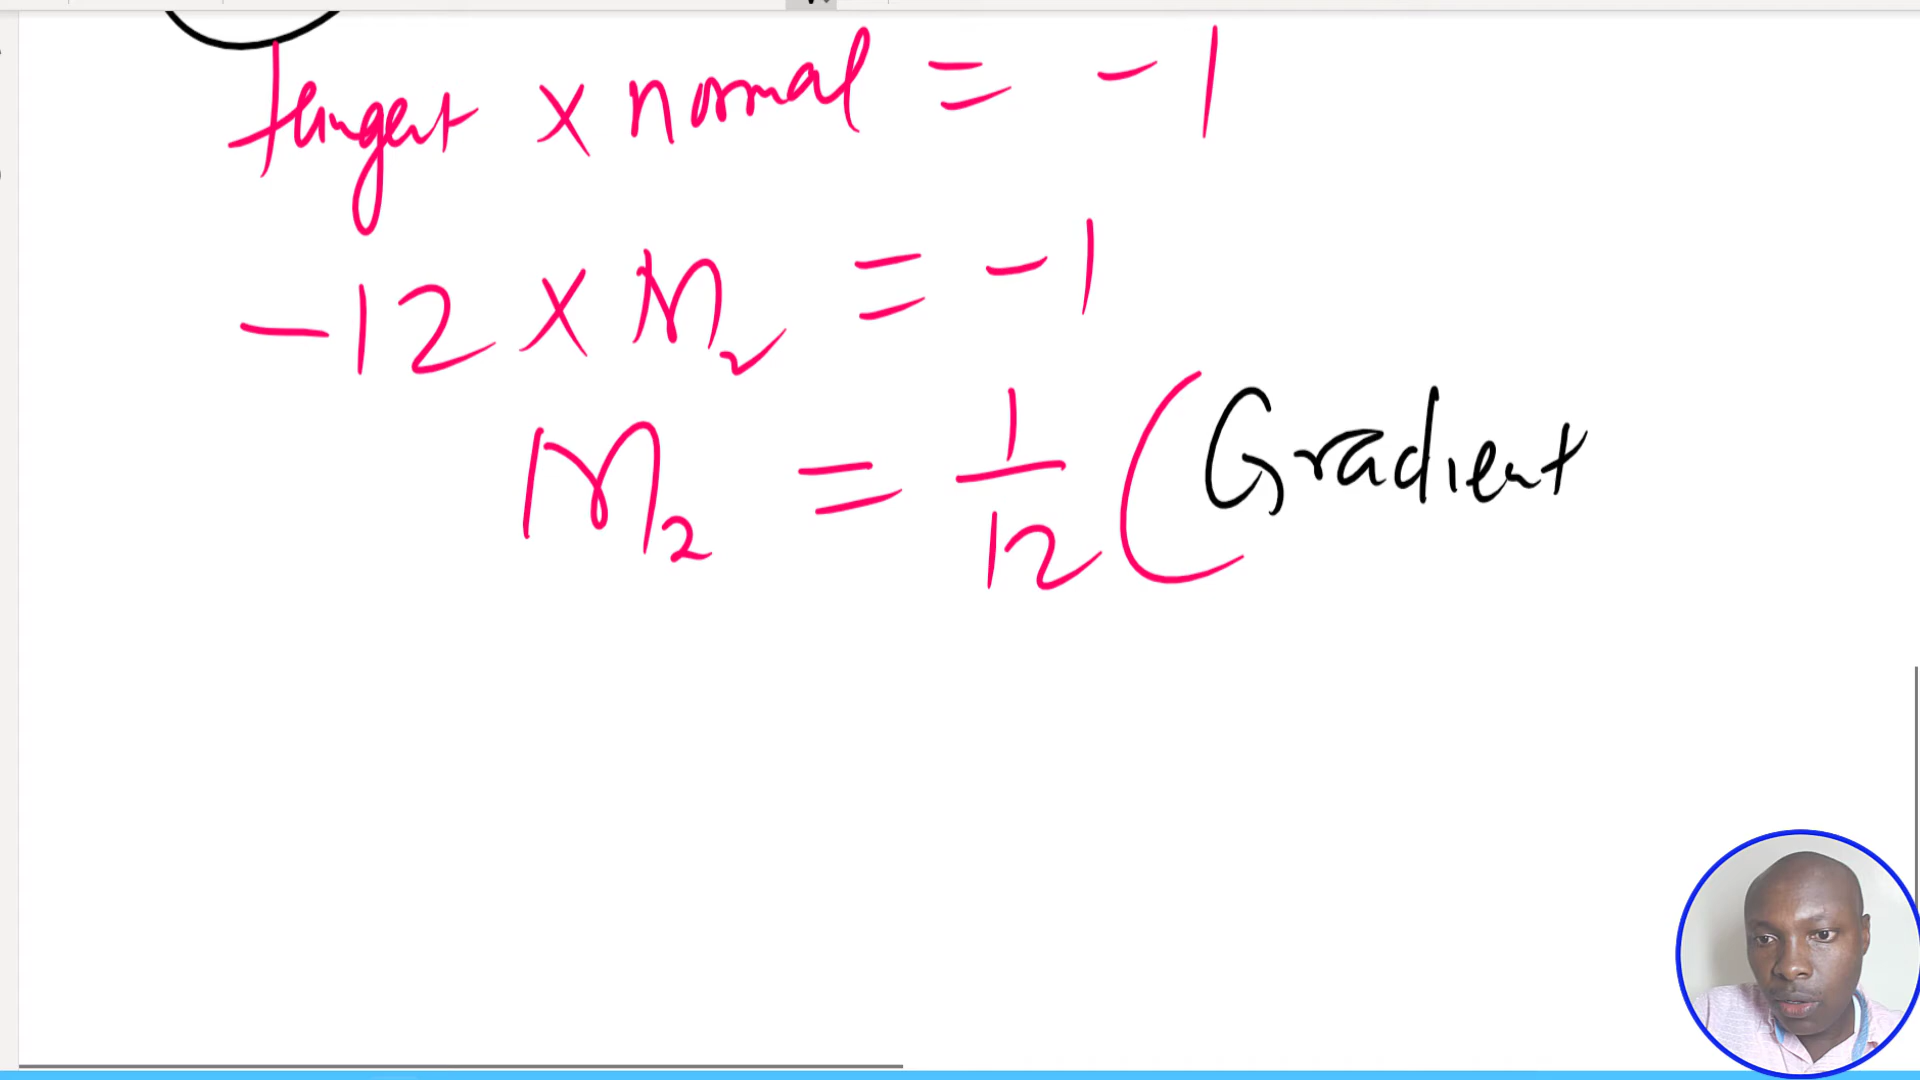 tangent x normal = -1
-12 x M₂ = -1
M₂ = 1/12 (Gradient